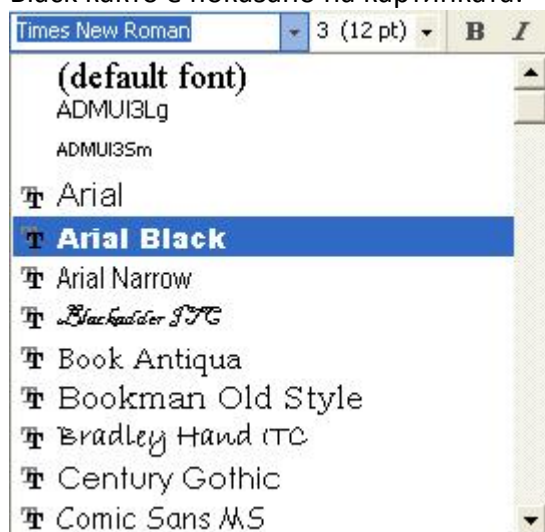 Black както е показано на картинката:
Times New Roman 3 (12 pt) B I
(default font)
ADMUI3Lg
ADMUI3Sm
Arial
Arial Black
Arial Narrow
Blackadder ITC
Book Antiqua
Bookman Old Style
Bradley Hand ITC
Century Gothic
Comic Sans MS